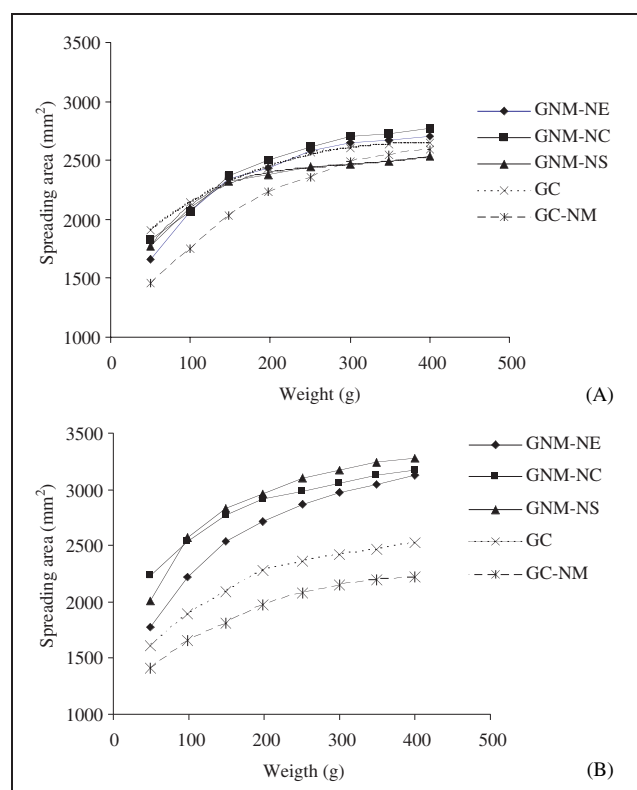 3500
3000
2500
2000
1500
1000
Spreading area (mm²)
0 100 200 300 400 500
Weight (g)
GNM-NE
GNM-NC
GNM-NS
GC
GC-NM
(A)
3500
3000
2500
2000
1500
1000
Spreading area (mm²)
0 100 200 300 400 500
Weigth (g)
GNM-NE
GNM-NC
GNM-NS
GC
GC-NM
(B)